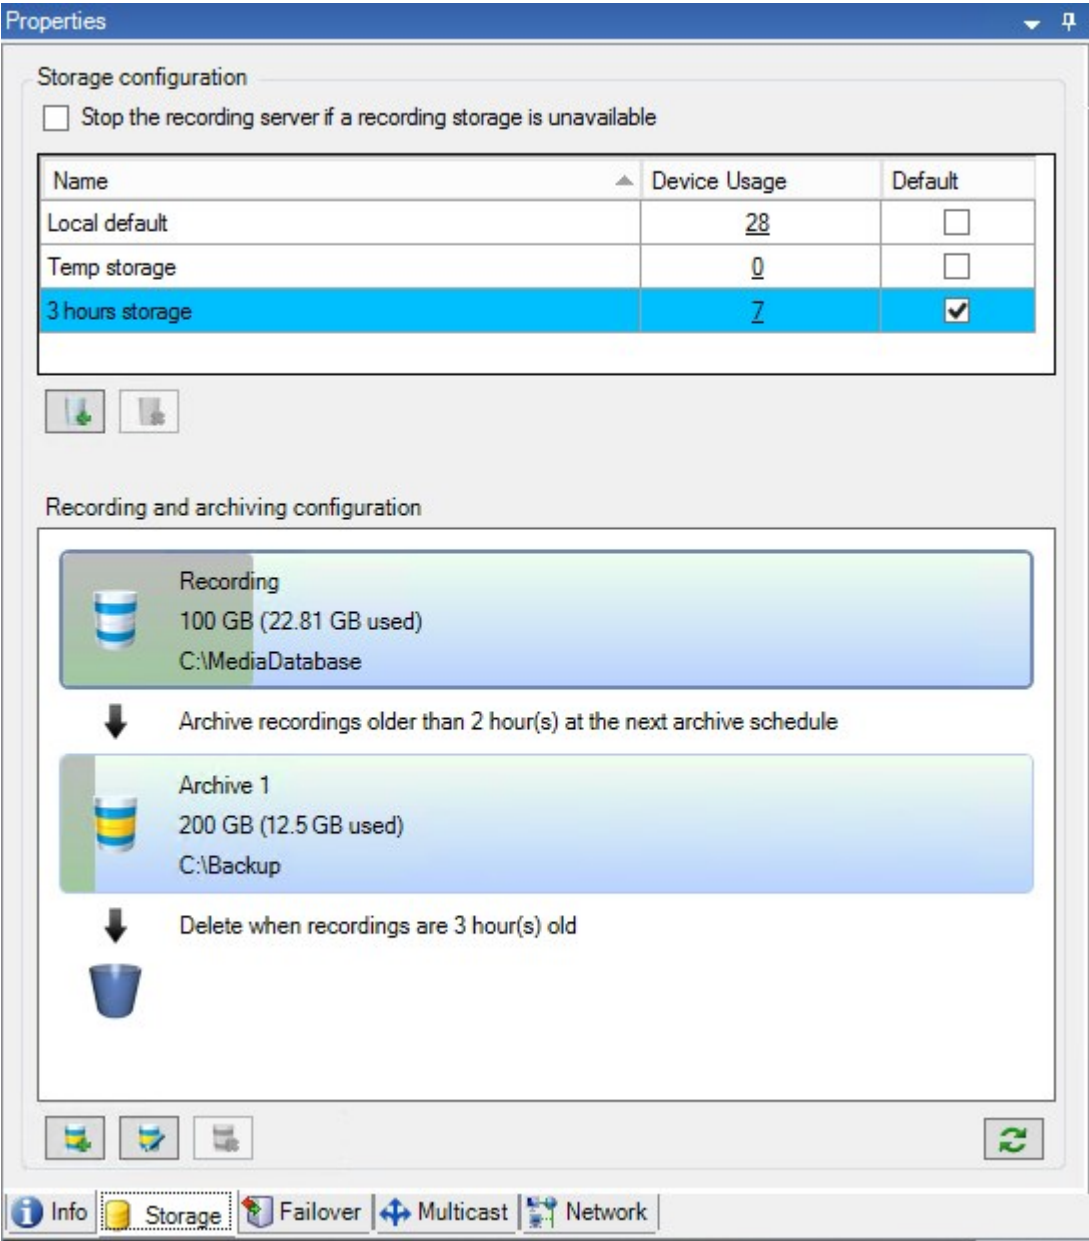 Properties
Storage configuration
Stop the recording server if a recording storage is unavailable
Name Device Usage Default
Local default 28
Temp storage 0
3 hours storage 7
Recording and archiving configuration
Recording
100 GB (22.81 GB used)
C:\MediaDatabase
Archive recordings older than 2 hour(s) at the next archive schedule
Archive 1
200 GB (12.5 GB used)
C:\Backup
Delete when recordings are 3 hour(s) old
Info Storage Failover Multicast Network